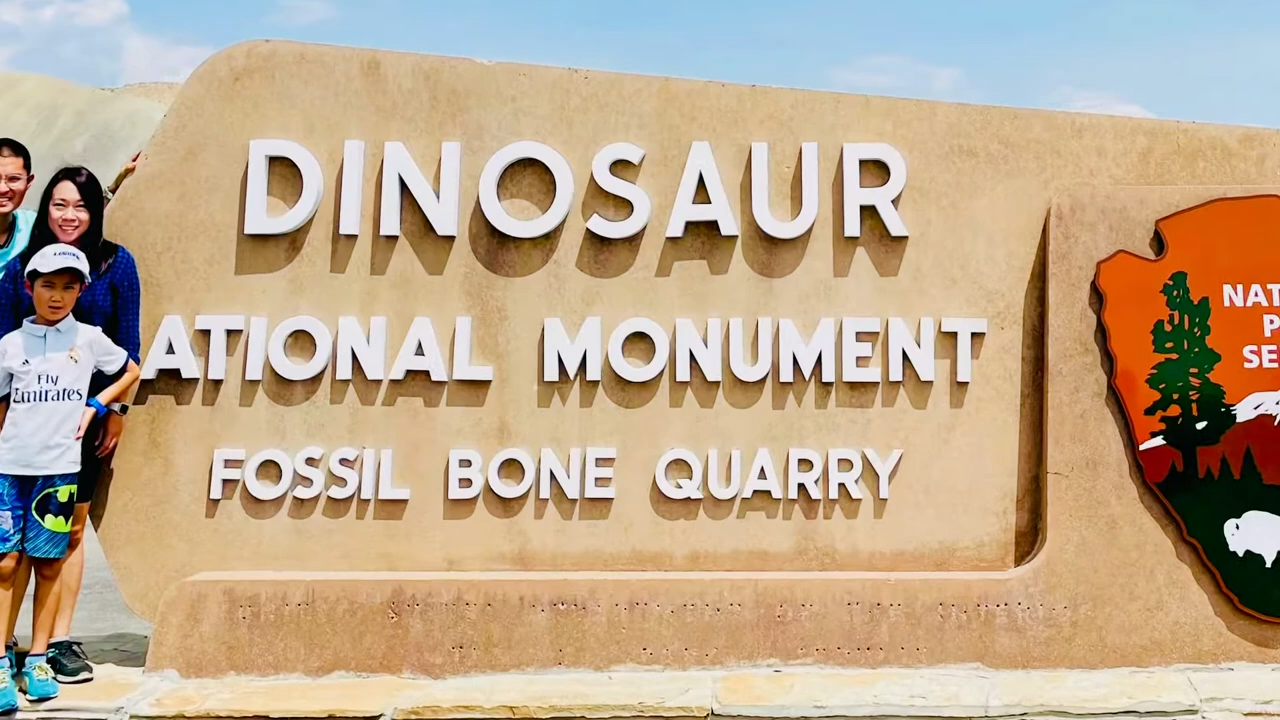 DINOSAUR
ATIONAL MONUMENT
FOSSIL BONE QUARRY
NAT
P
SE
Fly
Emirates